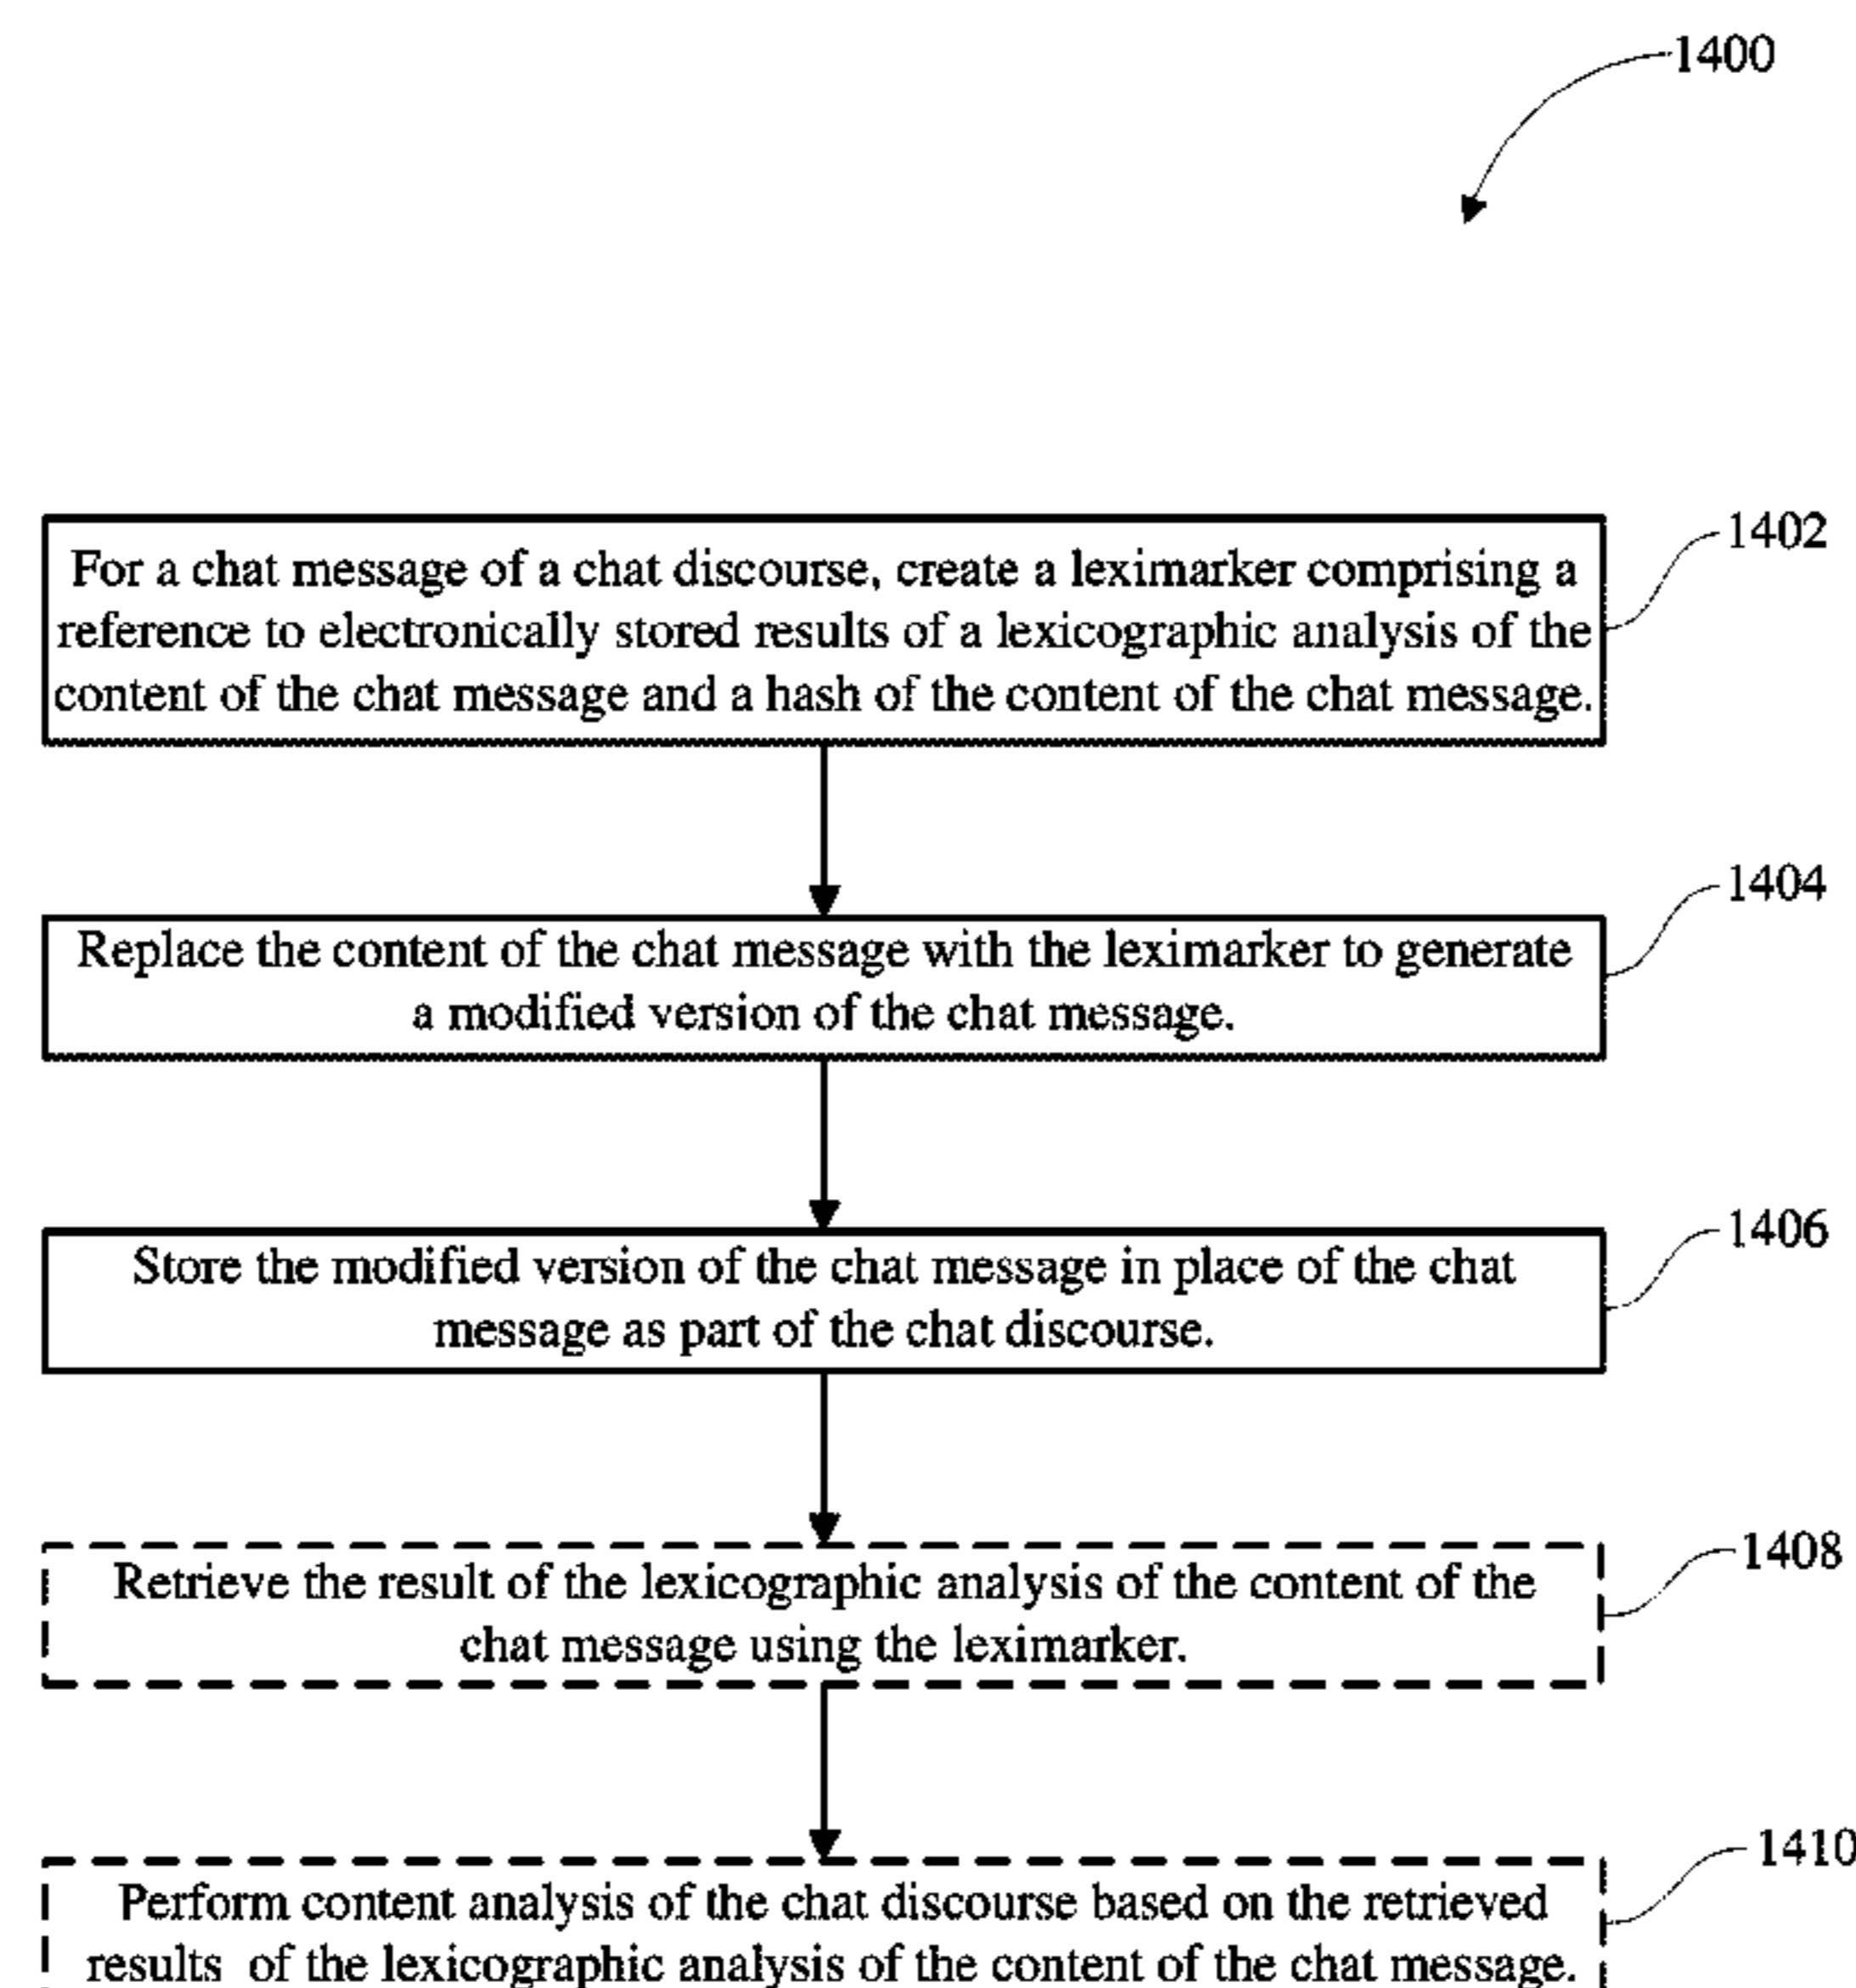 1400
1402
For a chat message of a chat discourse, create a leximarker comprising a
reference to electronically stored results of a lexicographic analysis of the
content of the chat message and a hash of the content of the chat message.
1404
Replace the content of the chat message with the leximarker to generate
a modified version of the chat message.
1406
Store the modified version of the chat message in place of the chat
message as part of the chat discourse.
1408
Retrieve the result of the lexicographic analysis of the content of the
chat message using the leximarker.
1410
Perform content analysis of the chat discourse based on the retrieved
results of the lexicographic analysis of the content of the chat message.